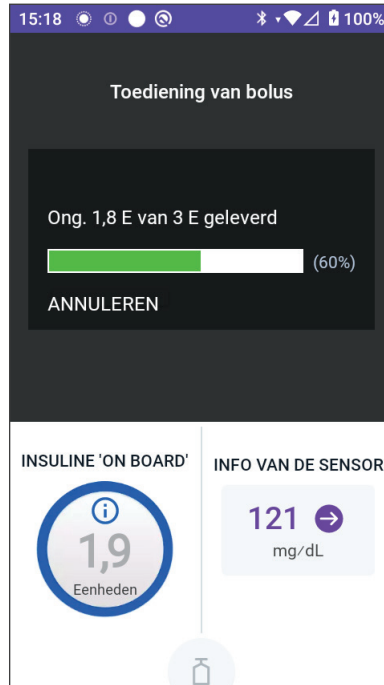 15:18 100%
Toediening van bolus
Ong. 1,8 E van 3 E geleverd
(60%)
ANNULEREN
INSULINE 'ON BOARD'
1,9
Eenheden
INFO VAN DE SENSOR
121
mg/dL